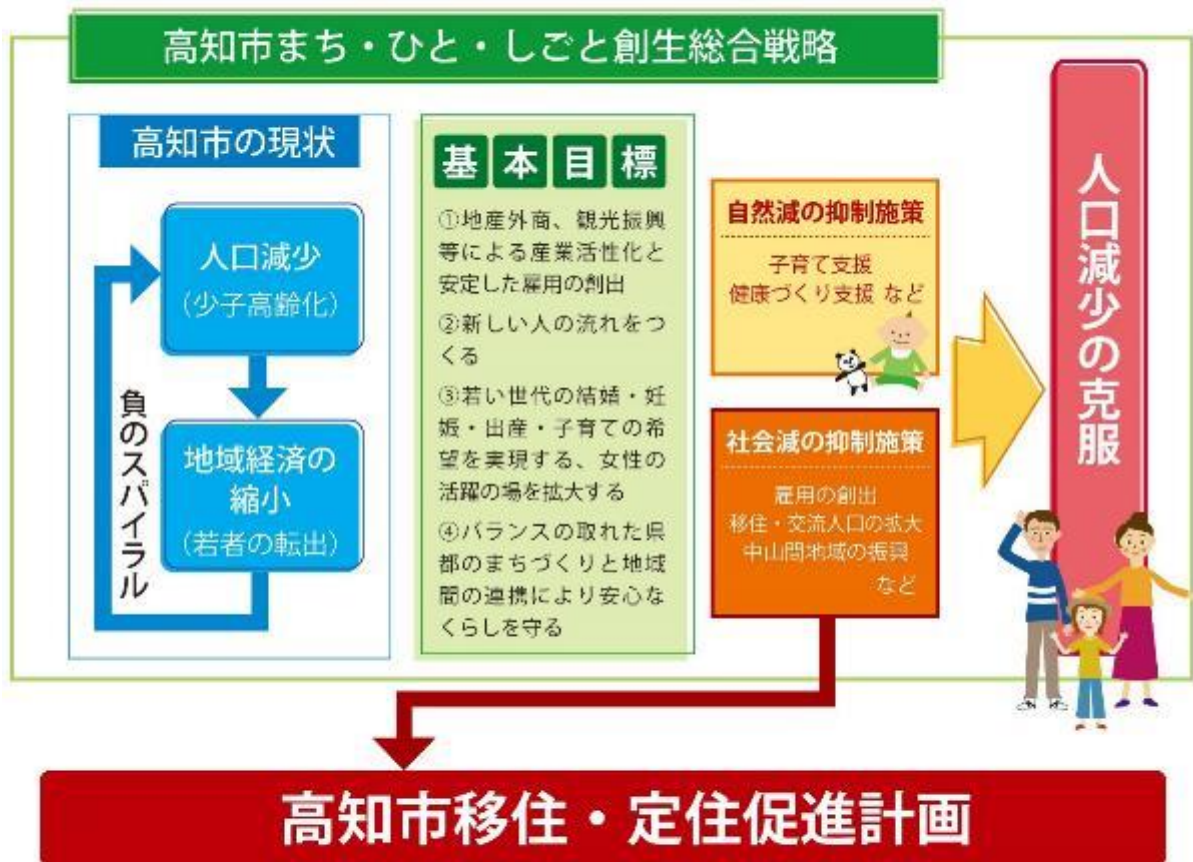 高知市まち・ひと・しごと創生総合戦略
高知市の現状
人口減少
（少子高齢化）
負のスパイラル
地域経済の
縮小
（若者の転出）
基本目標
①地産外商、観光振興
等による産業活性化と
安定した雇用の創出
②新しい人の流れをつ
くる
③若い世代の結婚・妊
娠・出産・子育ての希
望を実現する、女性の
活躍の場を拡大する
④バランスの取れた県
都のまちづくりと地域
間の連携により安心な
くらしを守る
自然減の抑制施策
子育て支援
健康づくり支援 など
社会減の抑制施策
雇用の創出
移住・交流人口の拡大
中山間地域の振興
など
人口減少の克服
高知市移住・定住促進計画